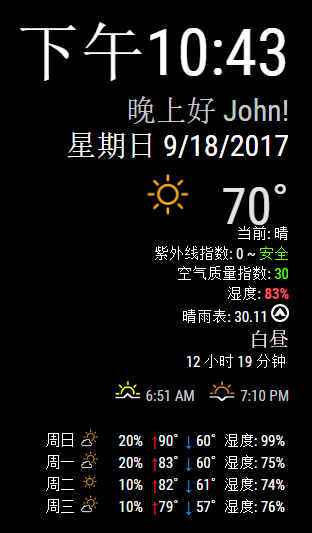 下午10:43
晚上好 John!
星期日 9/18/2017
70°
当前: 晴
紫外线指数: 0 ~ 安全
空气质量指数: 30
湿度: 83%
晴雨表: 30.11
白昼
12 小时 19 分钟
6:51 AM 7:10 PM
周日 20% ↑90° ↓60° 湿度: 99%
周一 20% ↑83° ↓60° 湿度: 75%
周二 10% ↑82° ↓61° 湿度: 74%
周三 10% ↑79° ↓57° 湿度: 76%